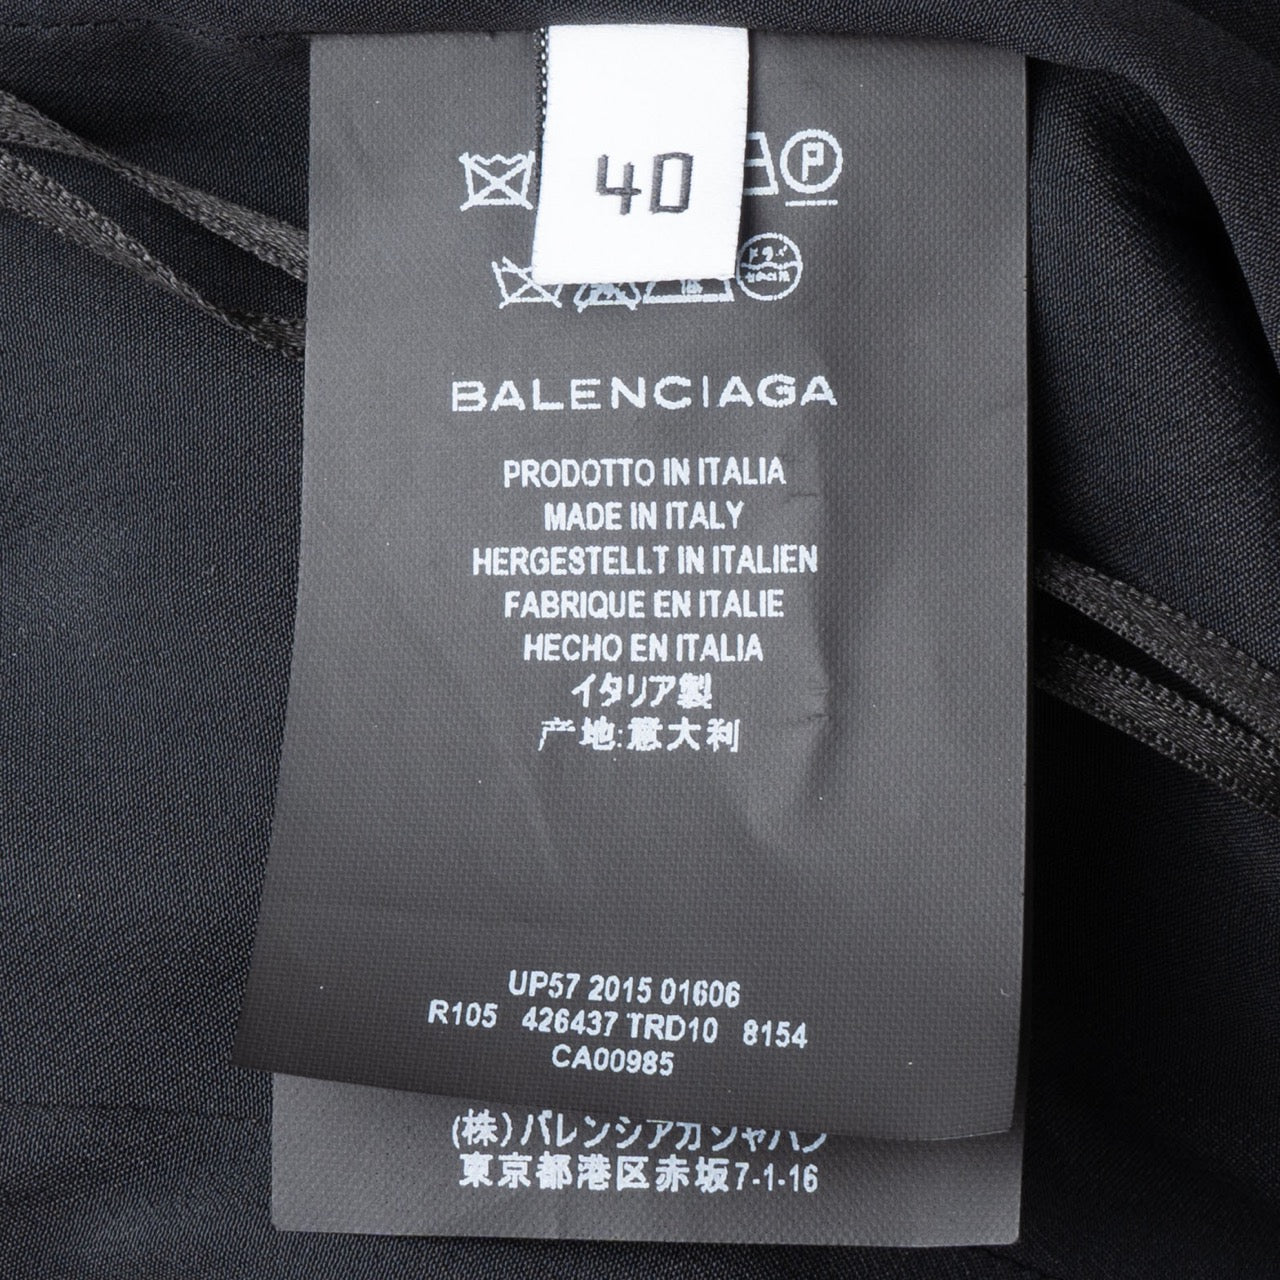 40
P
BALENCIAGA
PRODOTTO IN ITALIA
MADE IN ITALY
HERGESTELLT IN ITALIEN
FABRIQUE EN ITALIE
HECHO EN ITALIA
イタリア製
产地:意大利
UP57 2015 01606
R105 426437 TRD10 8154
CA00985
(株)バレンシアガジャパン
東京都港区赤坂7-1-16